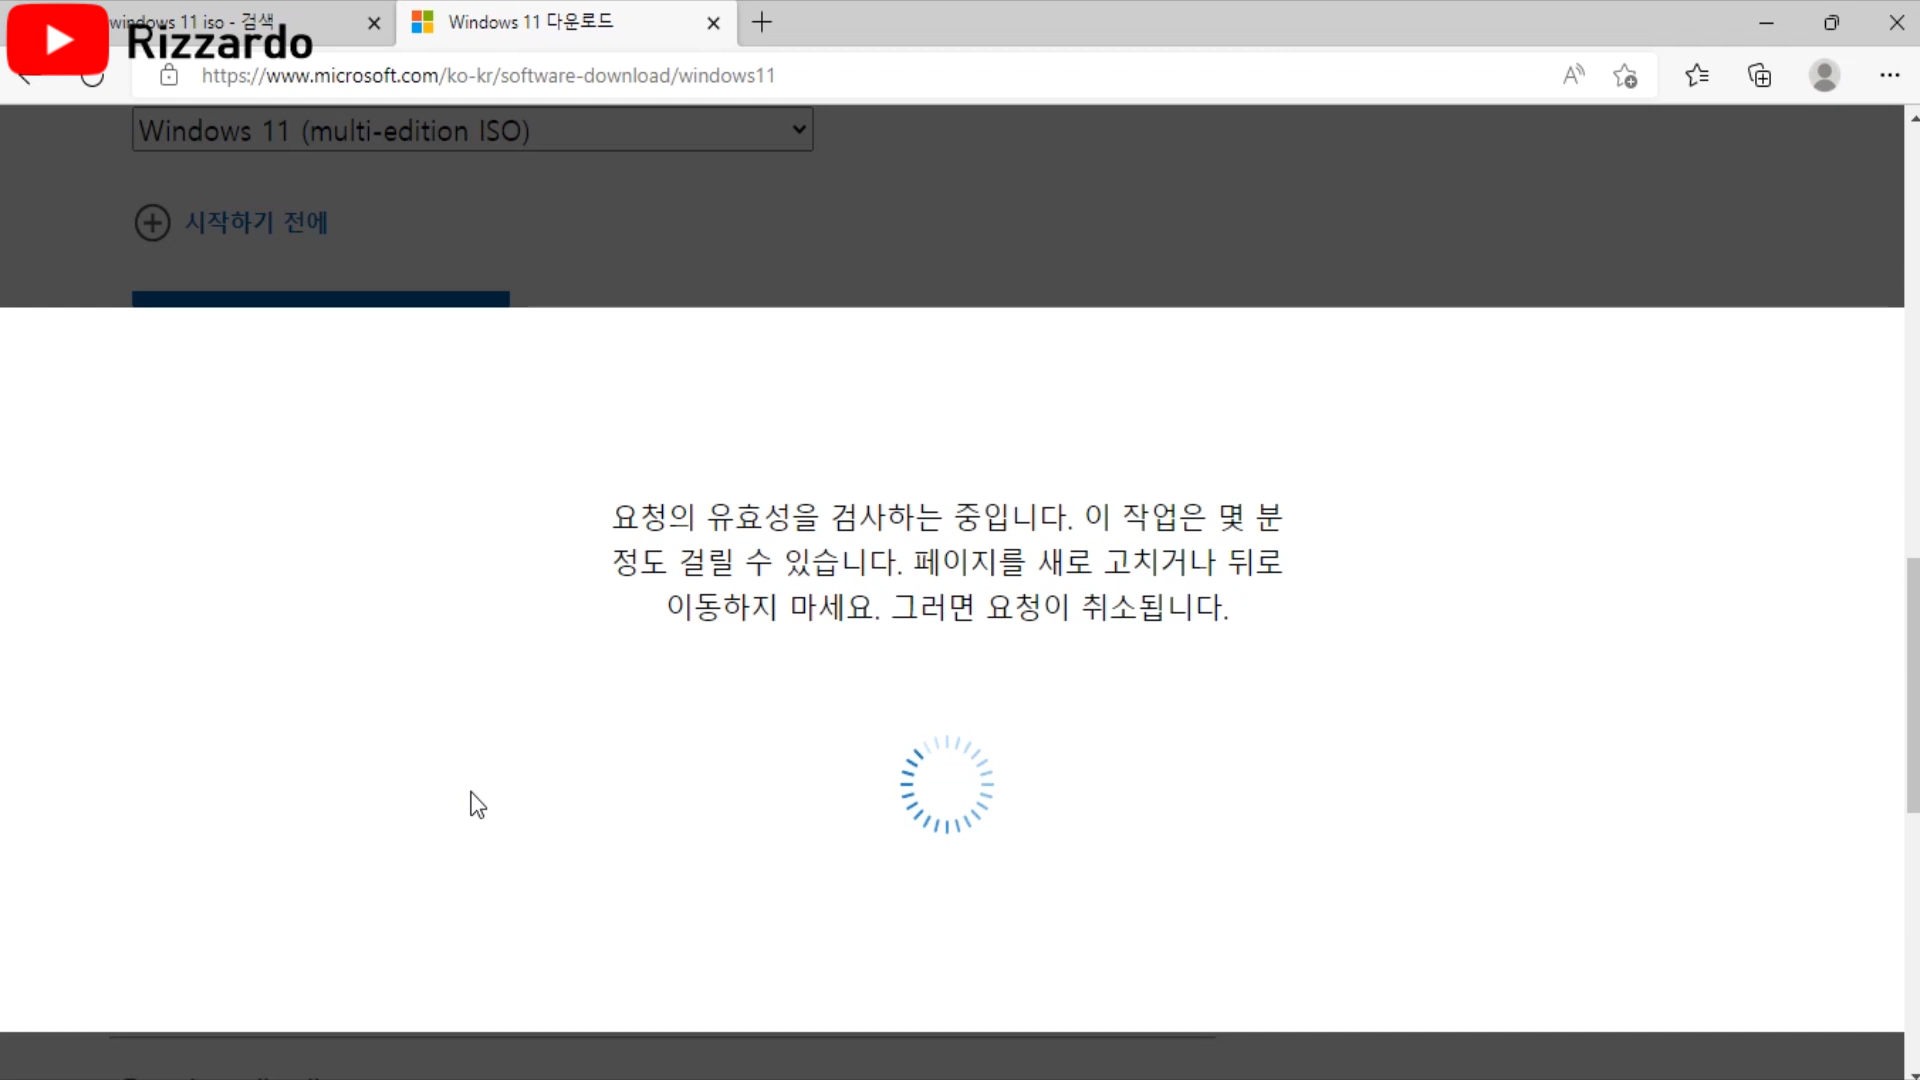 windows 11 iso - 검색
Windows 11 다운로드
Rizzardo
https://www.microsoft.com/ko-kr/software-download/windows11
Windows 11 (multi-edition ISO)
시작하기 전에
요청의 유효성을 검사하는 중입니다. 이 작업은 몇 분
정도 걸릴 수 있습니다. 페이지를 새로 고치거나 뒤로
이동하지 마세요. 그러면 요청이 취소됩니다.